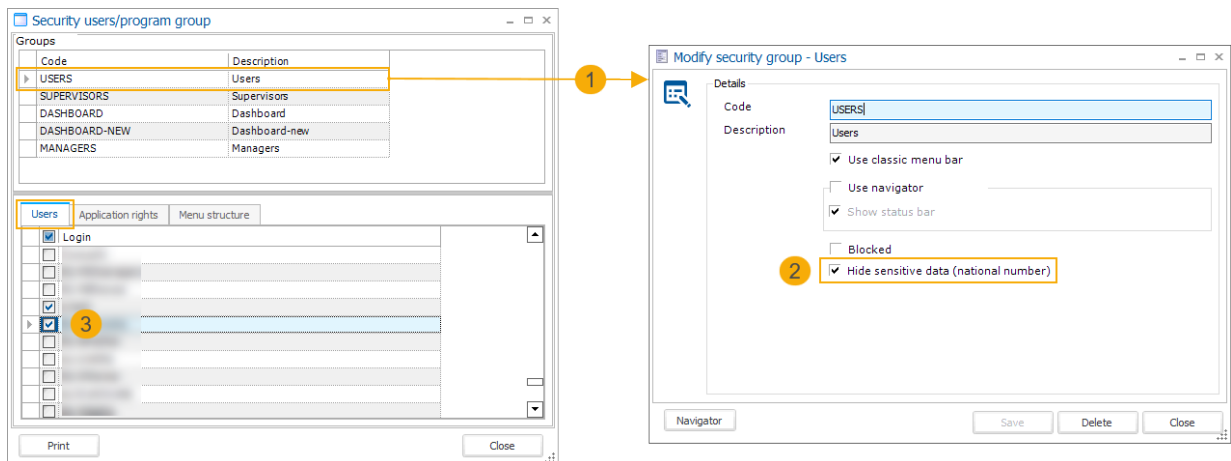 Security users/program group
Groups
Code Description
USERS Users
SUPERVISORS Supervisors
DASHBOARD Dashboard
DASHBOARD-NEW Dashboard-new
MANAGERS Managers
Users Application rights Menu structure
Login
3
Print Close
1
Modify security group - Users
Details
Code USERS
Description Users
Use classic menu bar
Use navigator
Show status bar
Blocked
2 Hide sensitive data (national number)
Navigator Save Delete Close